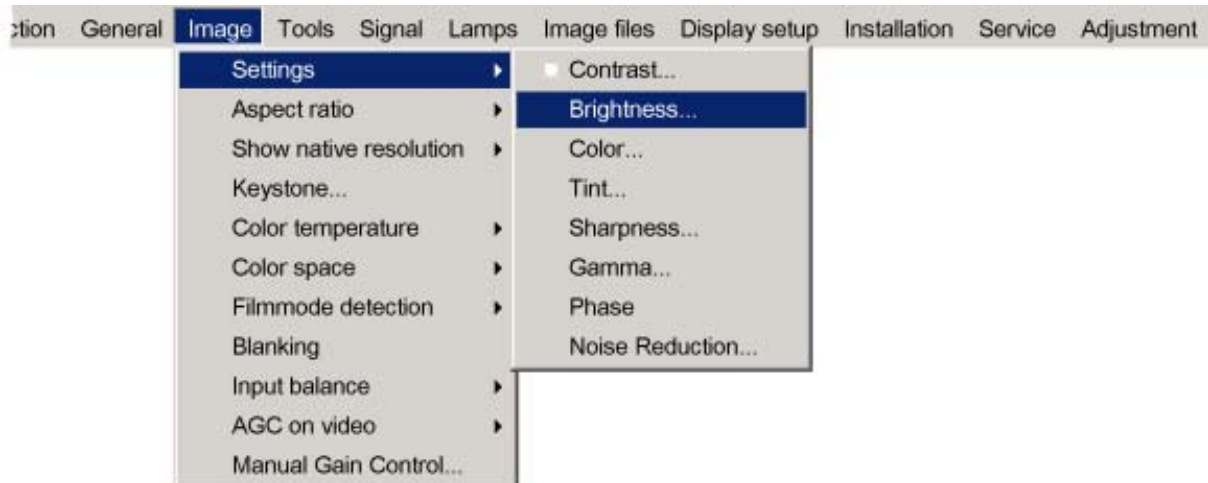 ction General Image Tools Signal Lamps Image files Display setup Installation Service Adjustment
Settings
Aspect ratio
Show native resolution
Keystone...
Color temperature
Color space
Filmmode detection
Blanking
Input balance
AGC on video
Manual Gain Control...
Contrast...
Brightness...
Color...
Tint...
Sharpness...
Gamma...
Phase
Noise Reduction...